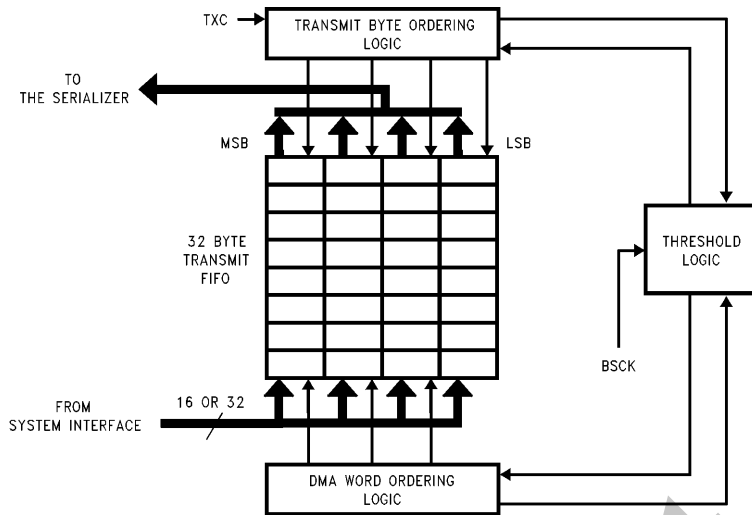 TXC
TRANSMIT BYTE ORDERING
LOGIC
TO
THE SERIALIZER
MSB
LSB
32 BYTE
TRANSMIT
FIFO
THRESHOLD
LOGIC
BSCK
FROM
SYSTEM INTERFACE
16 OR 32
DMA WORD ORDERING
LOGIC